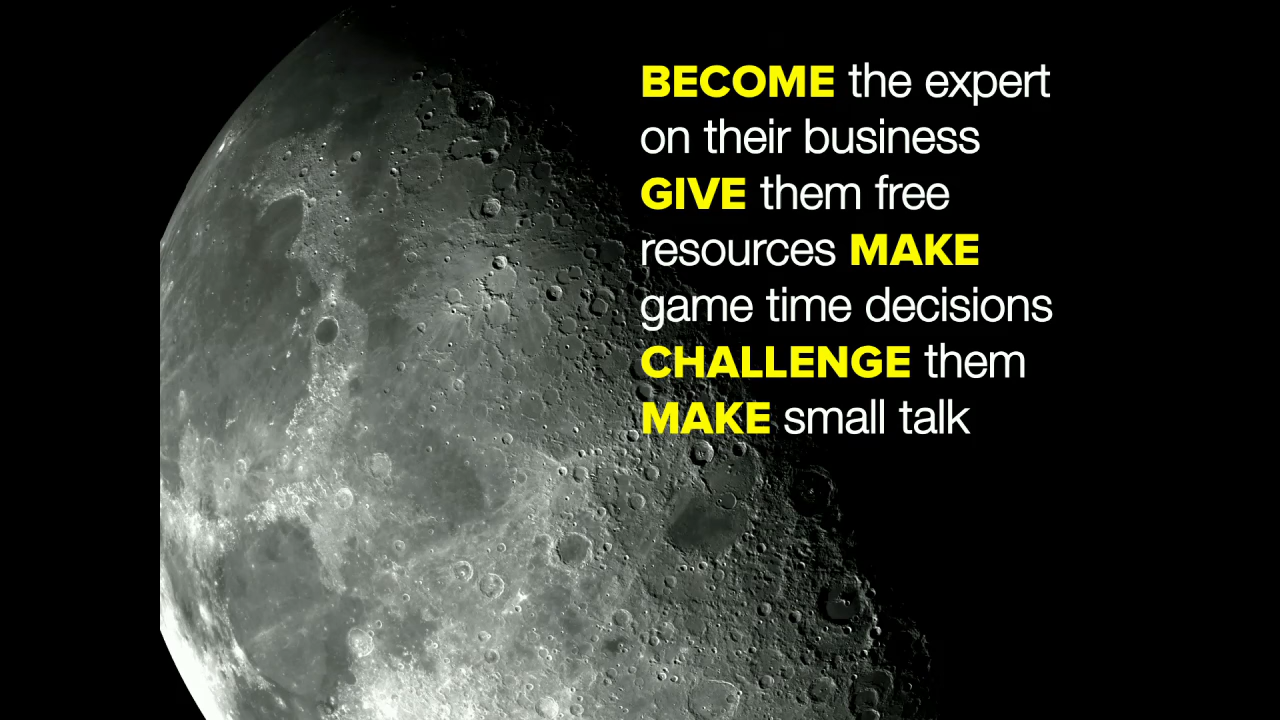 BECOME the expert
on their business
GIVE them free
resources MAKE
game time decisions
CHALLENGE them
MAKE small talk